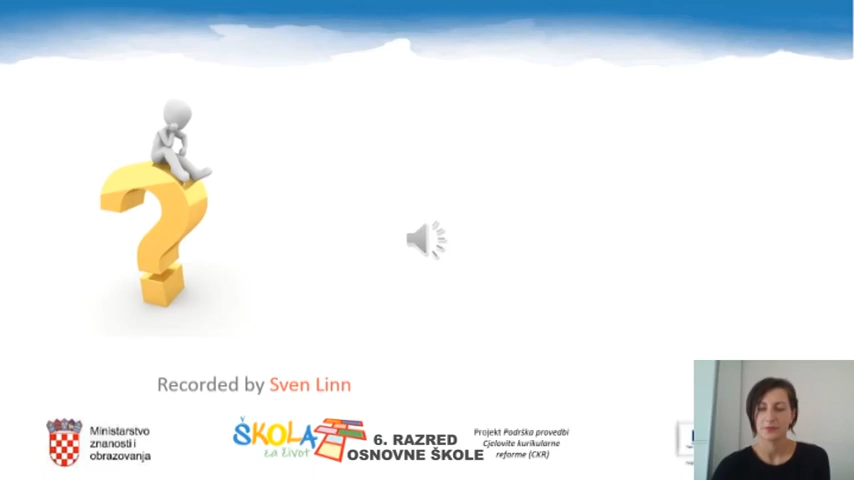 Recorded by Sven Linn
Ministarstvo
znanosti i
obrazovanja
ŠKOLA
za život
6. RAZRED
OSNOVNE ŠKOLE
Projekt Podrška provedbi
Cjelovite kurikularne
reforme (CKR)